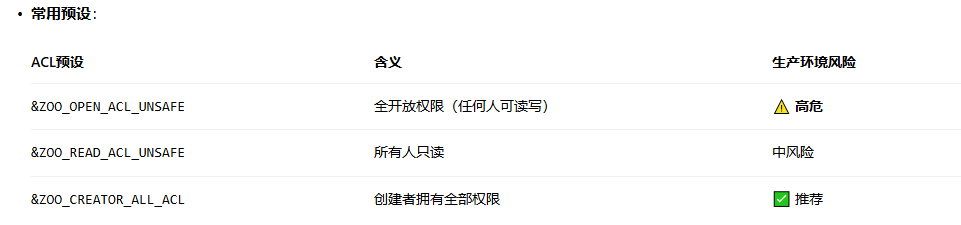 • 常用预设：
ACL预设 含义 生产环境风险
&ZOO_OPEN_ACL_UNSAFE 全开放权限（任何人可读写） ⚠️ 高危
&ZOO_READ_ACL_UNSAFE 所有人只读 中风险
&ZOO_CREATOR_ALL_ACL 创建者拥有全部权限 ✅ 推荐